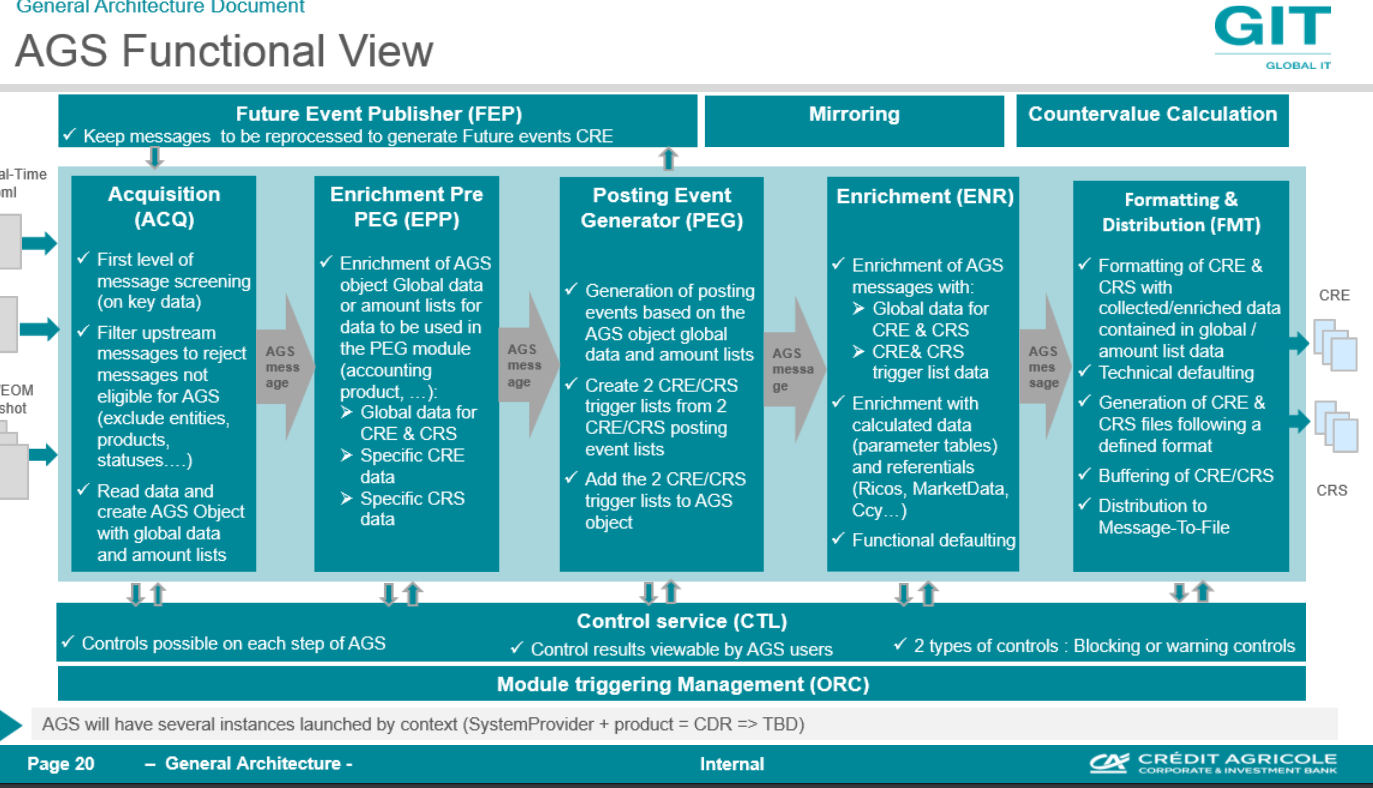 General Architecture Document
AGS Functional View
GIT
GLOBAL IT
Future Event Publisher (FEP)
✓ Keep messages to be reprocessed to generate Future events CRE
Mirroring
Countervalue Calculation
al-Time
ml
/EOM
shot
Acquisition
(ACQ)
✓ First level of
message screening
(on key data)
✓ Filter upstream
messages to reject
messages not
eligible for AGS
(exclude entities,
products,
statuses….)
✓ Read data and
create AGS Object
with global data
and amount lists
AGS
mess
age
Enrichment Pre
PEG (EPP)
✓ Enrichment of AGS
object Global data
or amount lists for
data to be used in
the PEG module
(accounting
product, …):
➢ Global data for
CRE & CRS
➢ Specific CRE
data
➢ Specific CRS
data
AGS
mess
age
Posting Event
Generator (PEG)
✓ Generation of posting
events based on the
AGS object global
data and amount lists
✓ Create 2 CRE/CRS
trigger lists from 2
CRE/CRS posting
event lists
✓ Add the 2 CRE/CRS
trigger lists to AGS
object
AGS
messa
ge
Enrichment (ENR)
✓ Enrichment of AGS
messages with:
➢ Global data for
CRE & CRS
➢ CRE& CRS
trigger list data
✓ Enrichment with
calculated data
(parameter tables)
and referentials
(Ricos, MarketData,
Ccy…)
✓ Functional defaulting
AGS
mes
sage
Formatting &
Distribution (FMT)
✓ Formatting of CRE &
CRS with
collected/enriched data
contained in global /
amount list data
✓ Technical defaulting
✓ Generation of CRE &
CRS files following a
defined format
✓ Buffering of CRE/CRS
✓ Distribution to
Message-To-File
CRE
CRS
Control service (CTL)
✓ Controls possible on each step of AGS
✓ Control results viewable by AGS users
✓ 2 types of controls : Blocking or warning controls
Module triggering Management (ORC)
AGS will have several instances launched by context (SystemProvider + product = CDR => TBD)
Page 20
– General Architecture -
Internal
CRÉDIT AGRICOLE
CORPORATE & INVESTMENT BANK